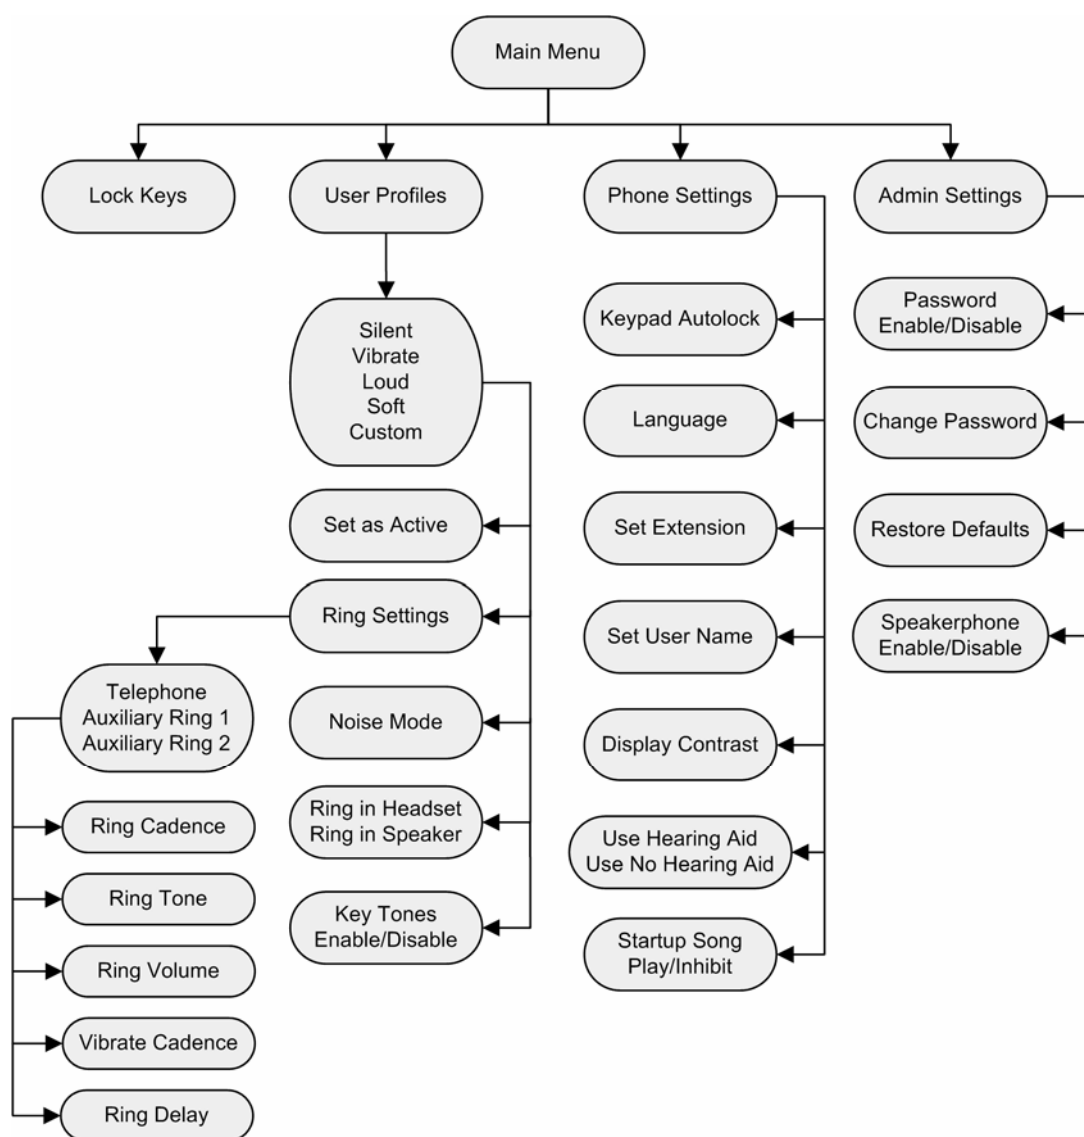 Main Menu
Lock Keys
User Profiles
Phone Settings
Admin Settings
Silent
Vibrate
Loud
Soft
Custom
Set as Active
Ring Settings
Telephone
Auxiliary Ring 1
Auxiliary Ring 2
Ring Cadence
Ring Tone
Ring Volume
Vibrate Cadence
Ring Delay
Noise Mode
Ring in Headset
Ring in Speaker
Key Tones
Enable/Disable
Keypad Autolock
Language
Set Extension
Set User Name
Display Contrast
Use Hearing Aid
Use No Hearing Aid
Startup Song
Play/Inhibit
Password
Enable/Disable
Change Password
Restore Defaults
Speakerphone
Enable/Disable